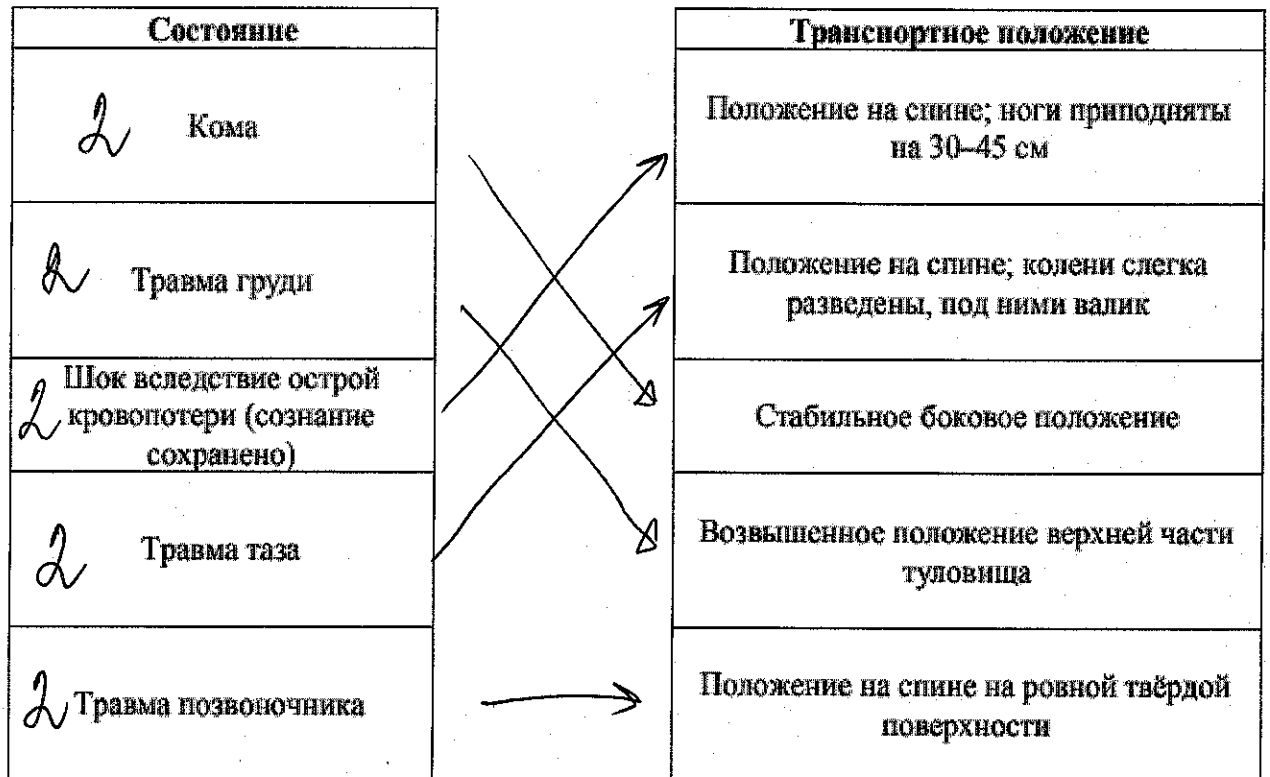 Состояние
2 Кома
2 Травма груди
Шок вследствие острой
2 кровопотери (сознание
сохранено)
2 Травма таза
2 Травма позвоночника
Транспортное положение
Положение на спине; ноги приподняты
на 30–45 см
Положение на спине; колени слегка
разведены, под ними валик
Стабильное боковое положение
Возвышенное положение верхней части
туловища
Положение на спине на ровной твёрдой
поверхности